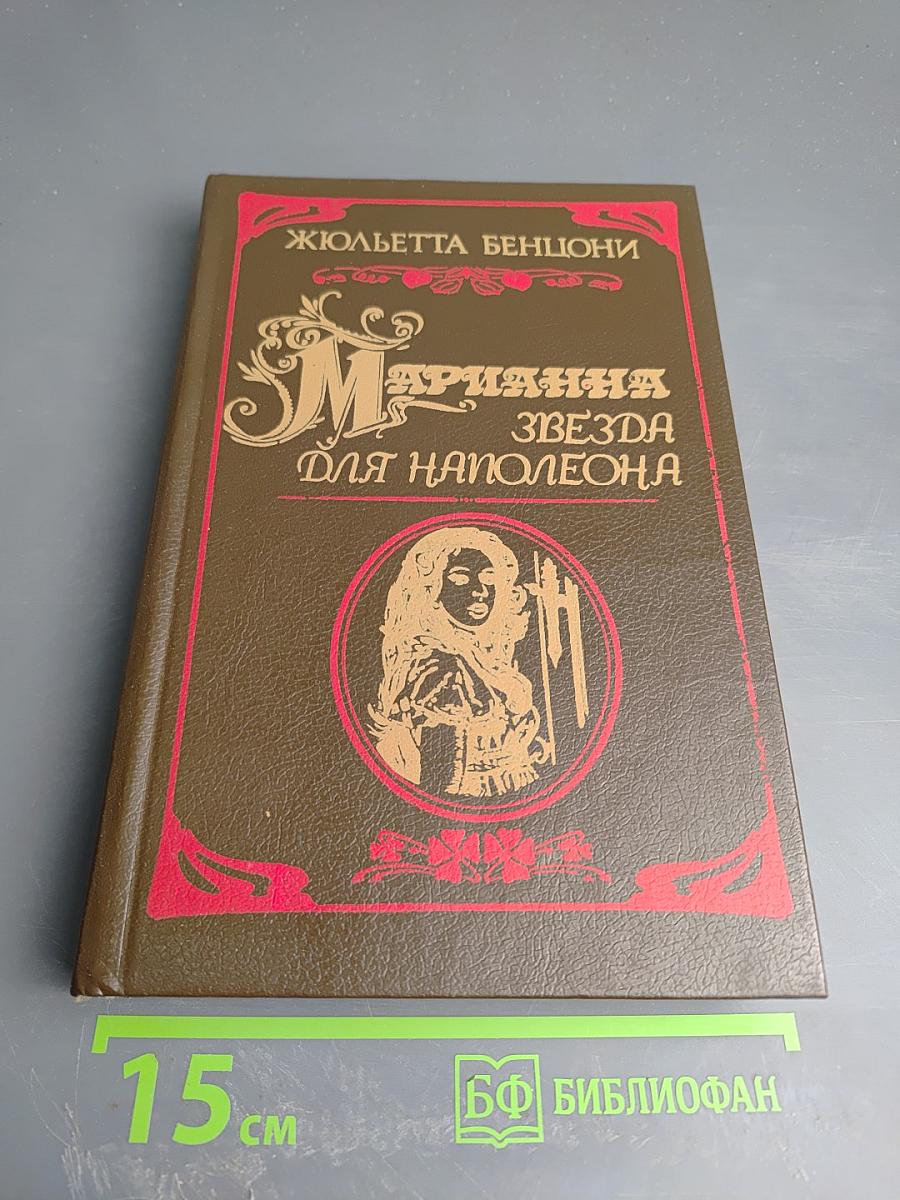 ЖЮЛЬЕТТА БЕНЦОНИ
МАРИАННА
ЗВЕЗДА
ДЛЯ НАПОЛЕОНА
15 см
БФ БИБЛИОФАН